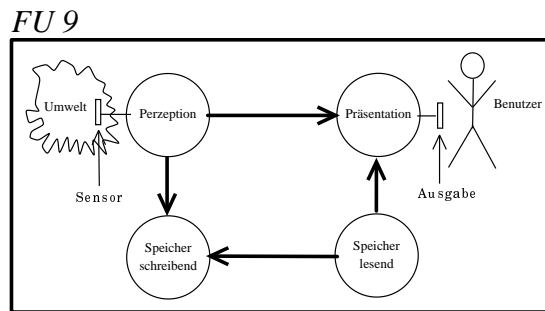 FU 9
Umwelt
Perzeption
Präsentation
Benutzer
Sensor
Ausgabe
Speicher
schreibend
Speicher
lesend